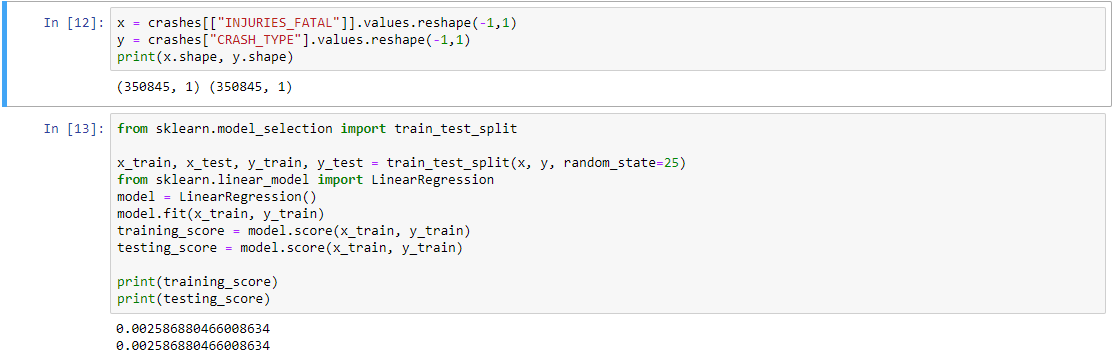 In [12]: x = crashes[["INJURIES_FATAL"]].values.reshape(-1,1)
y = crashes["CRASH_TYPE"].values.reshape(-1,1)
print(x.shape, y.shape)
(350845, 1) (350845, 1)
In [13]: from sklearn.model_selection import train_test_split
x_train, x_test, y_train, y_test = train_test_split(x, y, random_state=25)
from sklearn.linear_model import LinearRegression
model = LinearRegression()
model.fit(x_train, y_train)
training_score = model.score(x_train, y_train)
testing_score = model.score(x_train, y_train)
print(training_score)
print(testing_score)
0.002586880466008634
0.002586880466008634